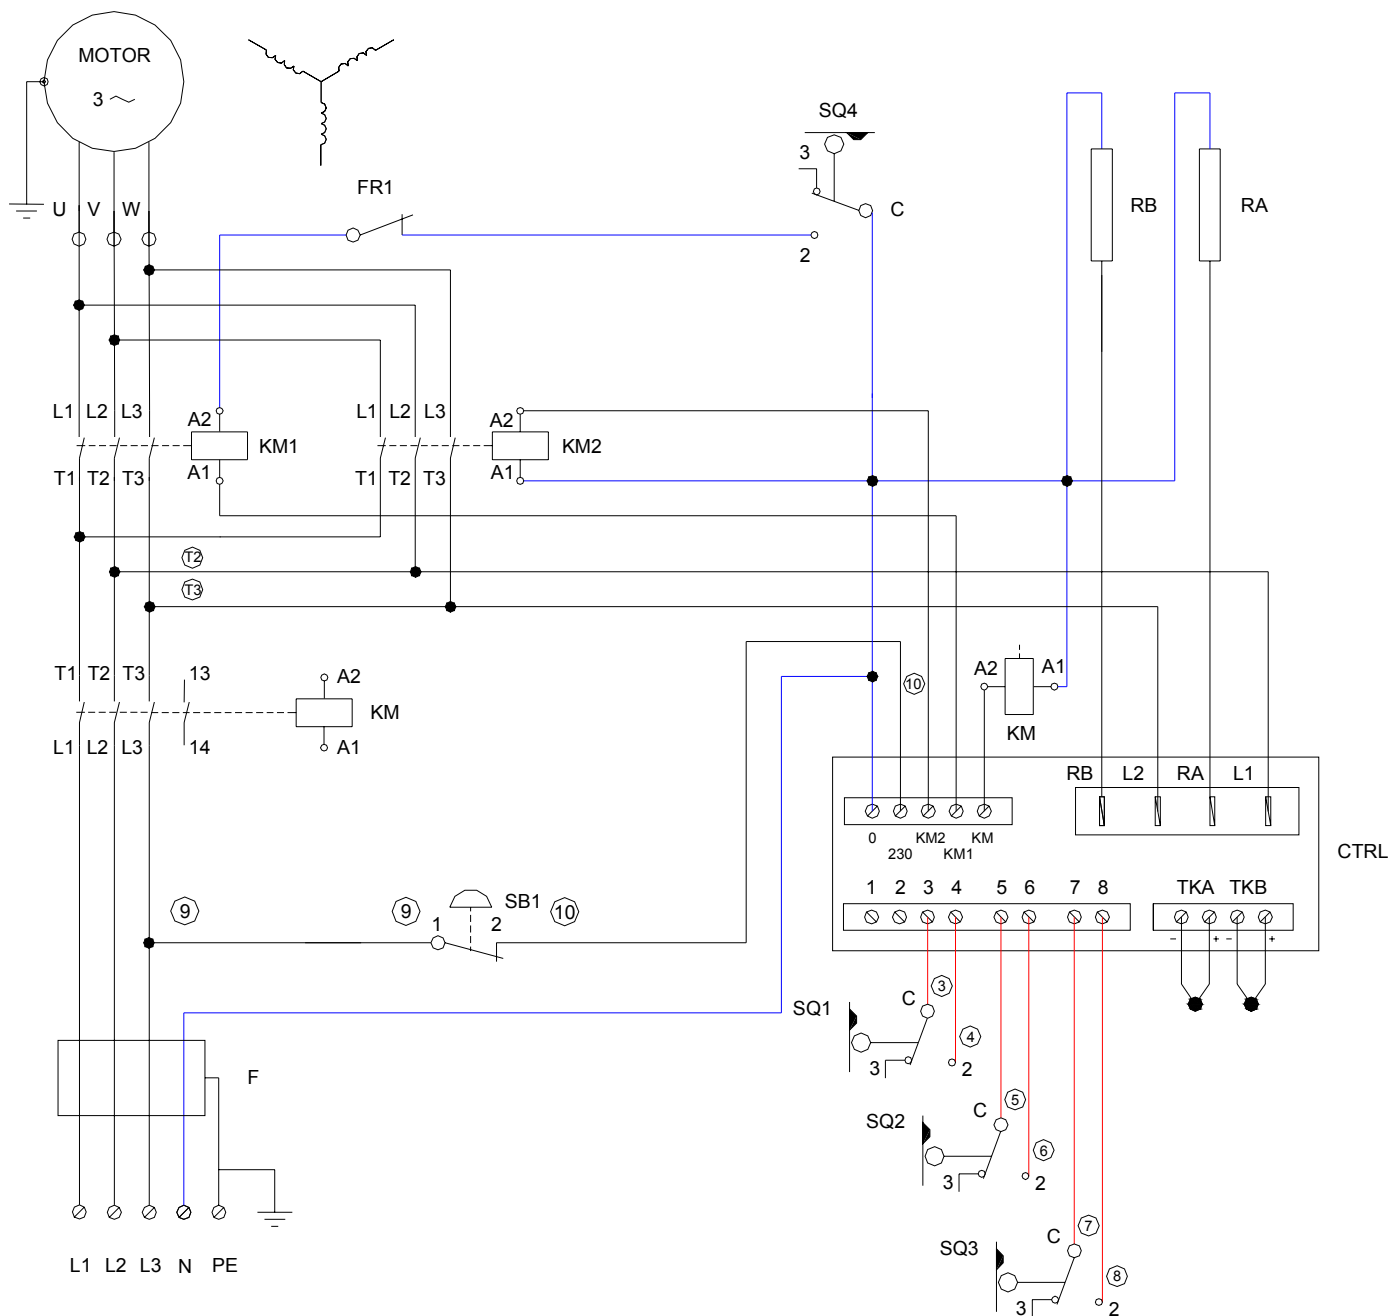 MOTOR
3
SQ4
3
FR1
C
RB
RA
U V W
2
L1 L2 L3
A2
KM1
L1 L2 L3
A2
KM2
T1 T2 T3
A1
T1 T2 T3
A1
T2
T3
T1 T2 T3 13
A2
KM
L1 L2 L3 14
A1
10
A2 A1
KM
RB L2 RA L1
0 KM2 KM
230 KM1
CTRL
1 2 3 4 5 6 7 8
TKA TKB
- + - +
9
9
1
SB1
2
10
SQ1
C
3
4
3
2
F
SQ2
C
5
6
3
2
SQ3
C
7
8
3
2
L1 L2 L3 N PE